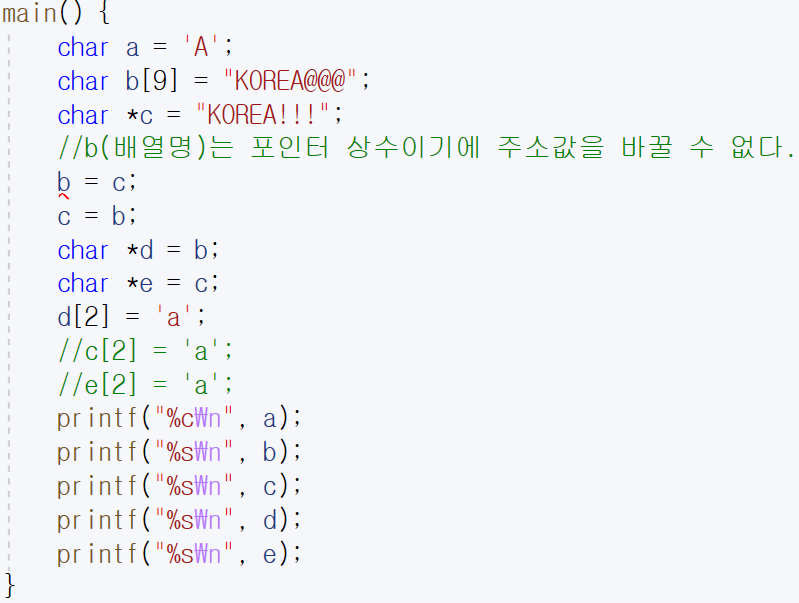 main() {
char a = 'A';
char b[9] = "KOREA@@@";
char *c = "KOREA!!!";
//b(배열명)는 포인터 상수이기에 주소값을 바꿀 수 없다.
b = c;
c = b;
char *d = b;
char *e = c;
d[2] = 'a';
//c[2] = 'a';
//e[2] = 'a';
printf("%c₩n", a);
printf("%s₩n", b);
printf("%s₩n", c);
printf("%s₩n", d);
printf("%s₩n", e);
}